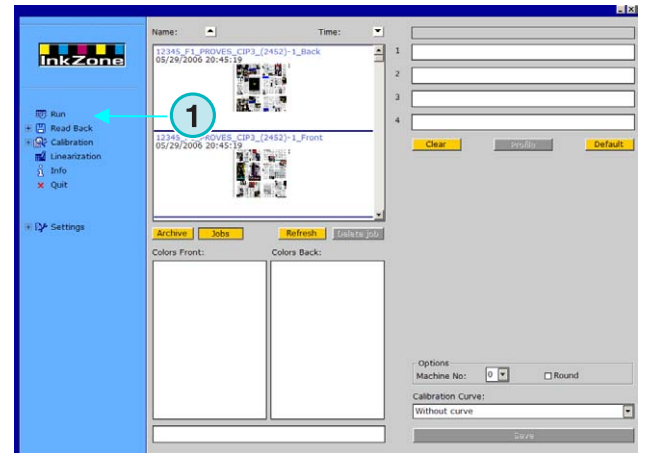 InkZone
Run
Read Back
Calibration
Linearization
Info
Quit
Settings
Name: Time:
12345_F1_PROVES_CIP3_(2452)-1_Back
05/29/2006 20:45:19
1
12345_F1_PROVES_CIP3_(2452)-1_Front
05/29/2006 20:45:19
Archive Jobs Refresh Delete job
Colors Front: Colors Back:
1
2
3
4
Clear Profile Default
Options
Machine No: 0 Round
Calibration Curve:
Without curve
Save